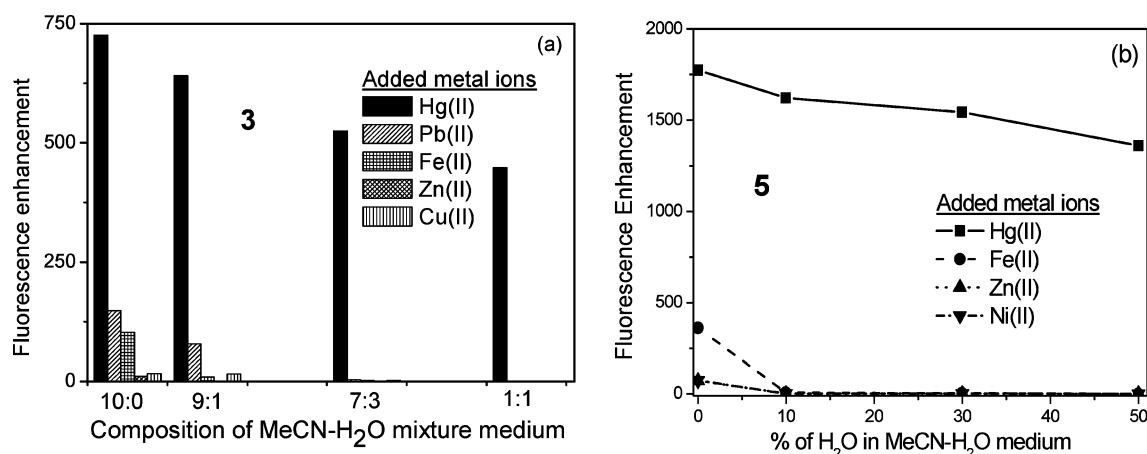 (a)
750
500
250
0
Fluorescence enhancement
3
Added metal ions
Hg(II)
Pb(II)
Fe(II)
Zn(II)
Cu(II)
10:0 9:1 7:3 1:1
Composition of MeCN-H2O mixture medium
(b)
2000
1500
1000
500
0
Fluorescence Enhancement
5
Added metal ions
Hg(II)
Fe(II)
Zn(II)
Ni(II)
0 10 20 30 40 50
% of H2O in MeCN-H2O medium